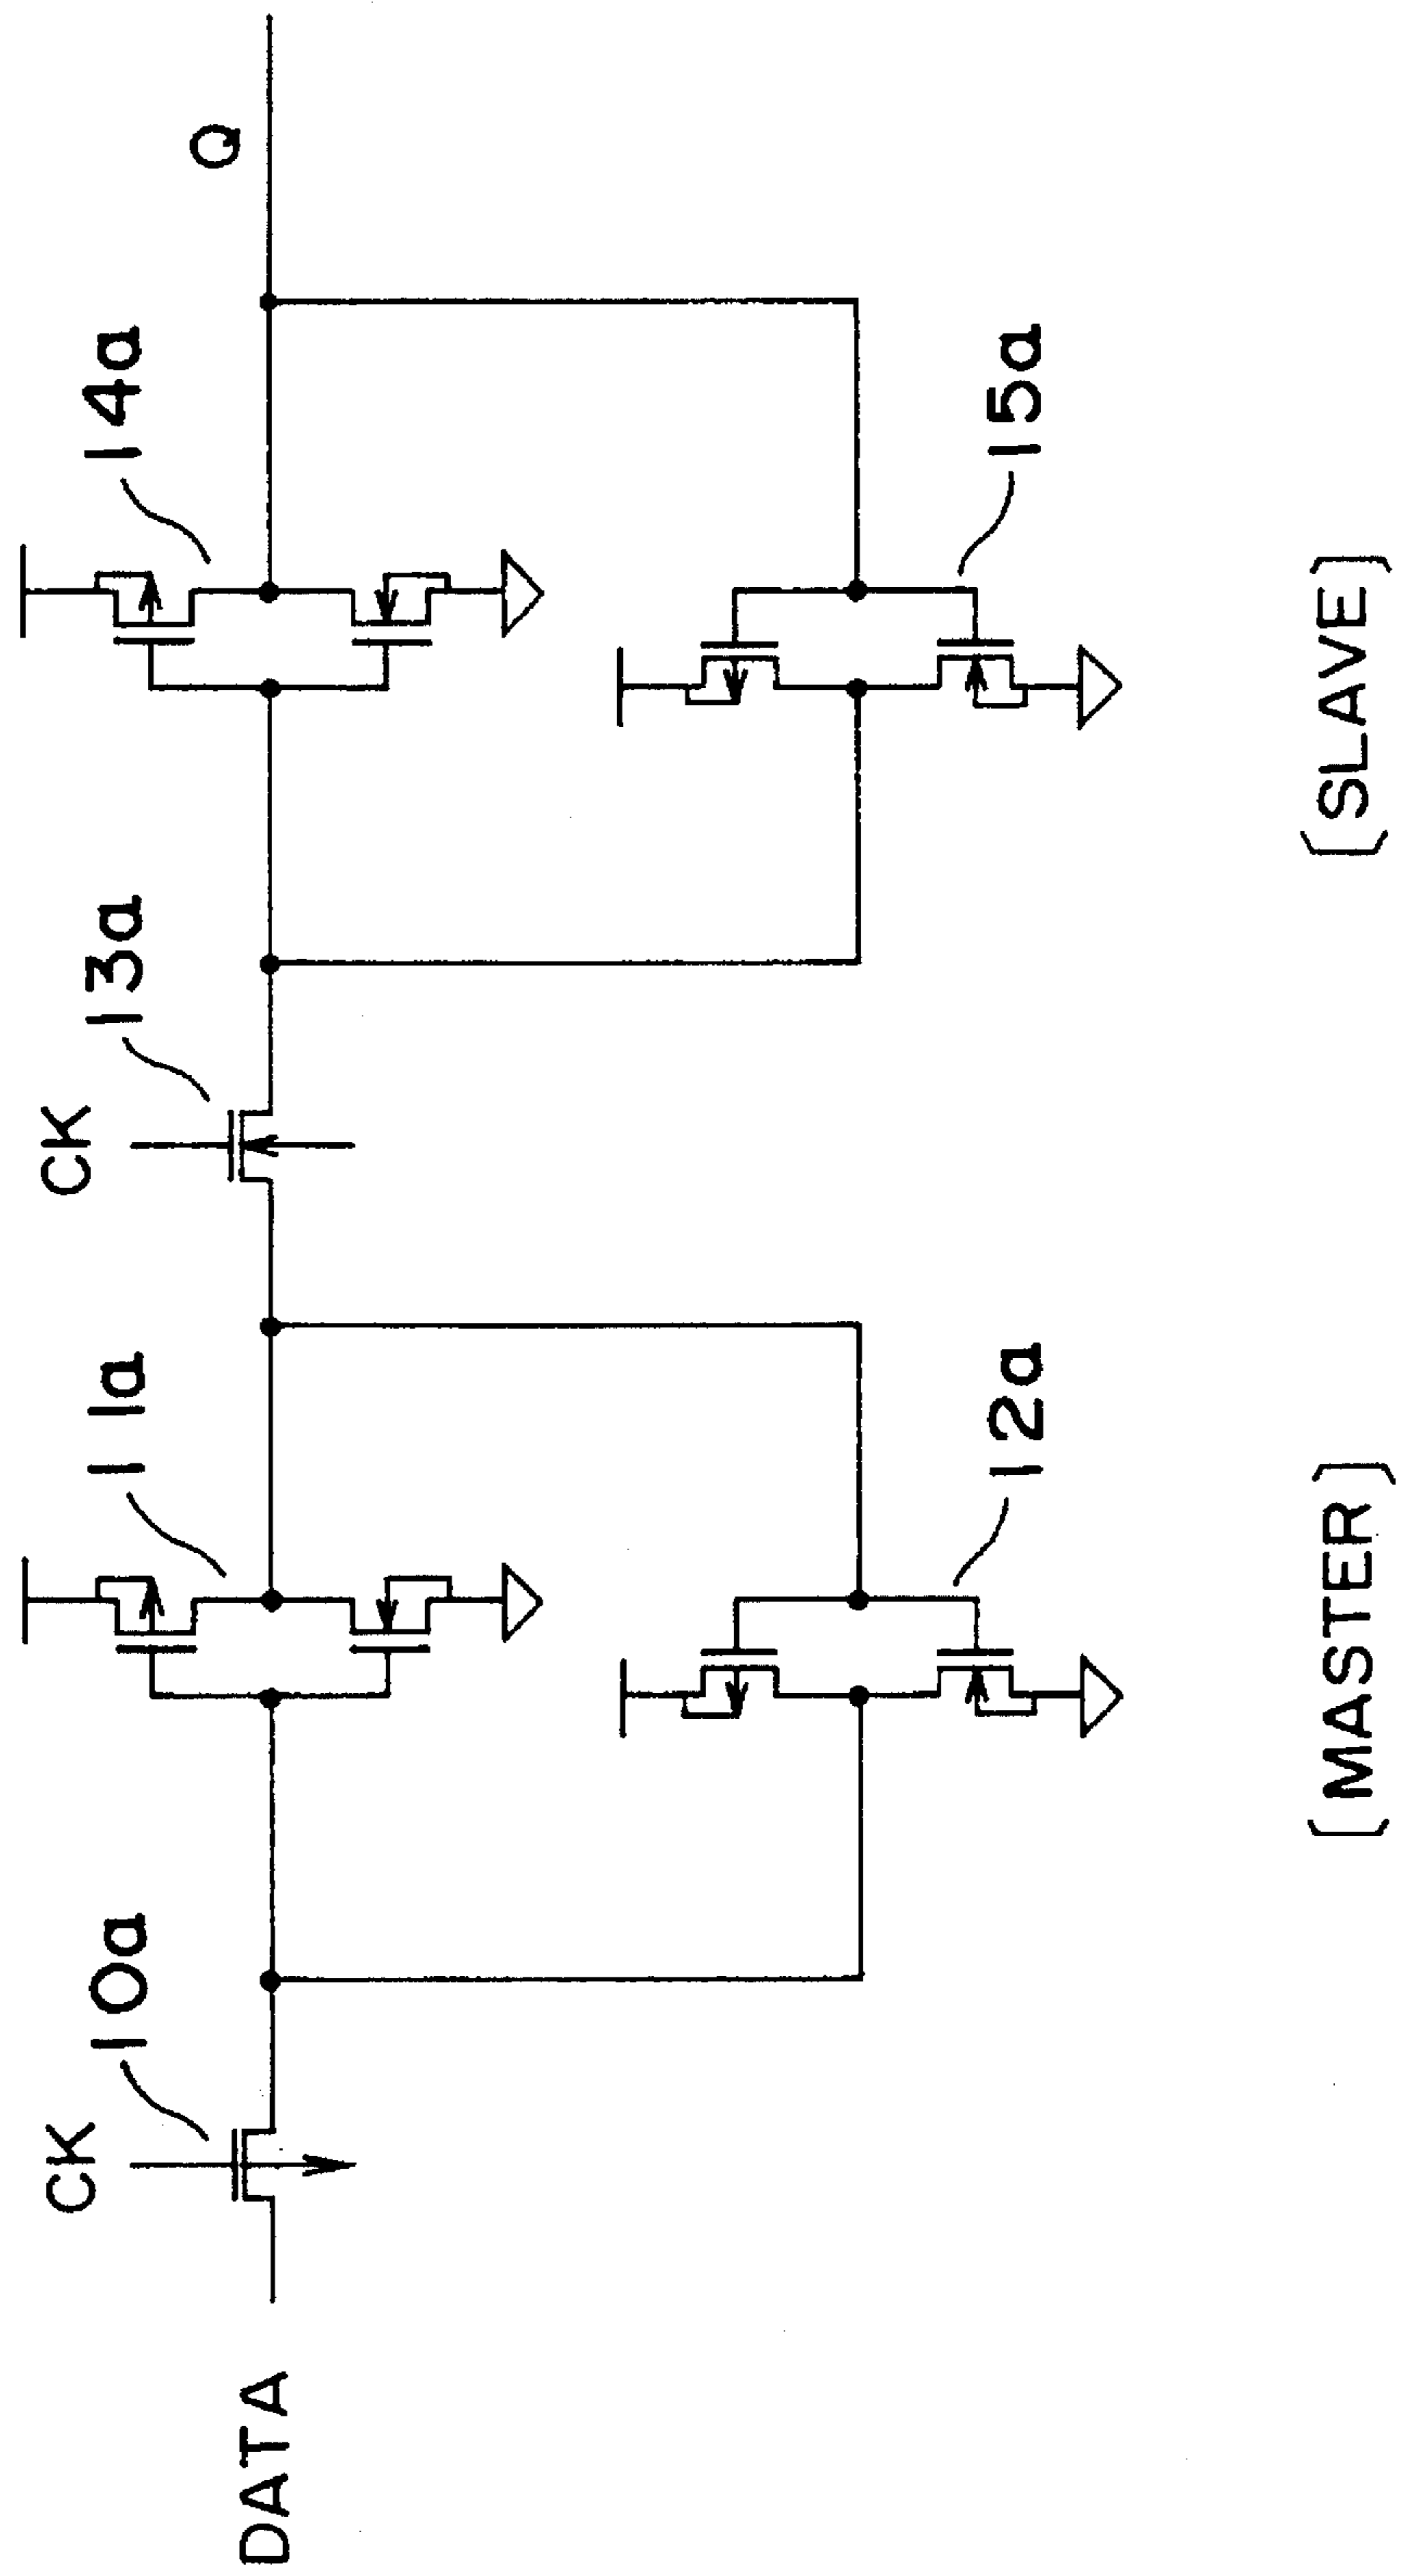 CK
10a
11a
CK
13a
14a
DATA
Q
12a
15a
[MASTER]
[SLAVE]